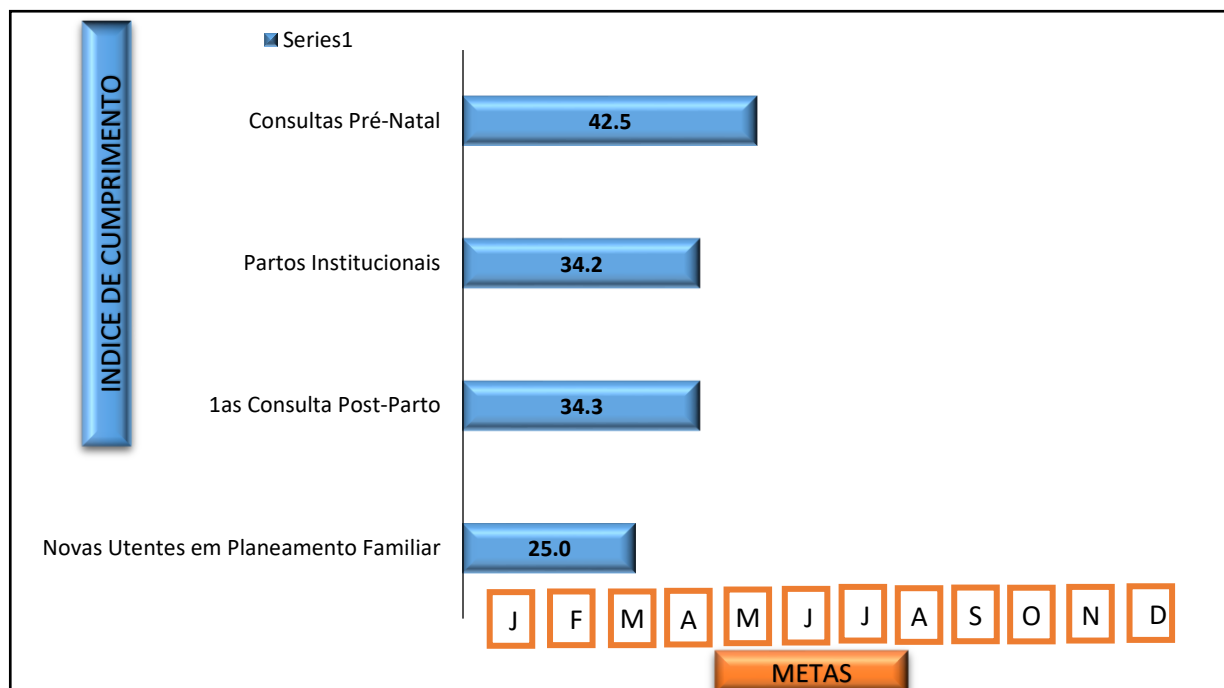 INDICE DE CUMPRIMENTO
Series1
Consultas Pré-Natal
42.5
Partos Institucionais
34.2
1as Consulta Post-Parto
34.3
Novas Utentes em Planeamento Familiar
25.0
J F M A M J J A S O N D
METAS